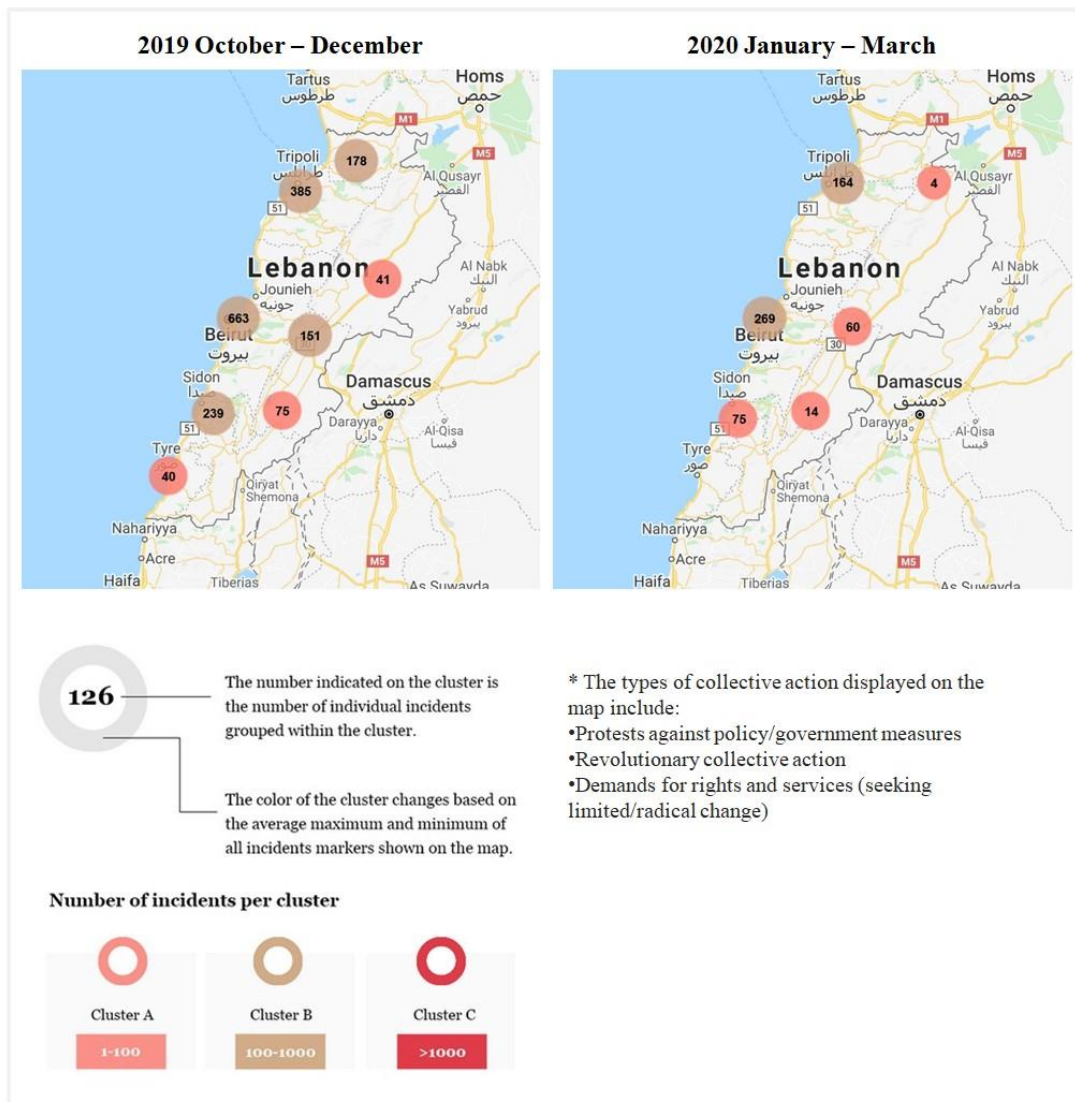 2019 October – December
2020 January – March
Tartus
طرطوس
Homs
حمص
M1
M5
Tripoli
طرابلس
178
385
Al Qusayr
القصير
51
Lebanon
41
Al Nabk
النبك
Jounieh
جونيه
663
Yabrud
يبرود
Beirut
بيروت
151
30
Sidon
صيدا
Damascus
دمشق
239
75
51
Darayya
داريا
Al-Qisa
Tyre
صور
40
Qiryat
Shemona
Nahariyya
Acre
M5
Haifa
Tiberias
As Suwayda
Tartus
طرطوس
Homs
حمص
M1
M5
Tripoli
طرابلس
164
4
Al Qusayr
القصير
51
Lebanon
Al Nabk
النبك
Jounieh
جونيه
269
Yabrud
يبرود
Beirut
بيروت
60
30
Sidon
صيدا
Damascus
دمشق
75
14
51
Darayya
داريا
Al-Qisa
Tyre
صور
Qiryat
Shemona
Nahariyya
Acre
M5
Haifa
Tiberias
As Suwayda
126
The number indicated on the cluster is
the number of individual incidents
grouped within the cluster.
The color of the cluster changes based on
the average maximum and minimum of
all incidents markers shown on the map.
* The types of collective action displayed on the
map include:
•Protests against policy/government measures
•Revolutionary collective action
•Demands for rights and services (seeking
limited/radical change)
Number of incidents per cluster
Cluster A
Cluster B
Cluster C
1-100
100-1000
>1000